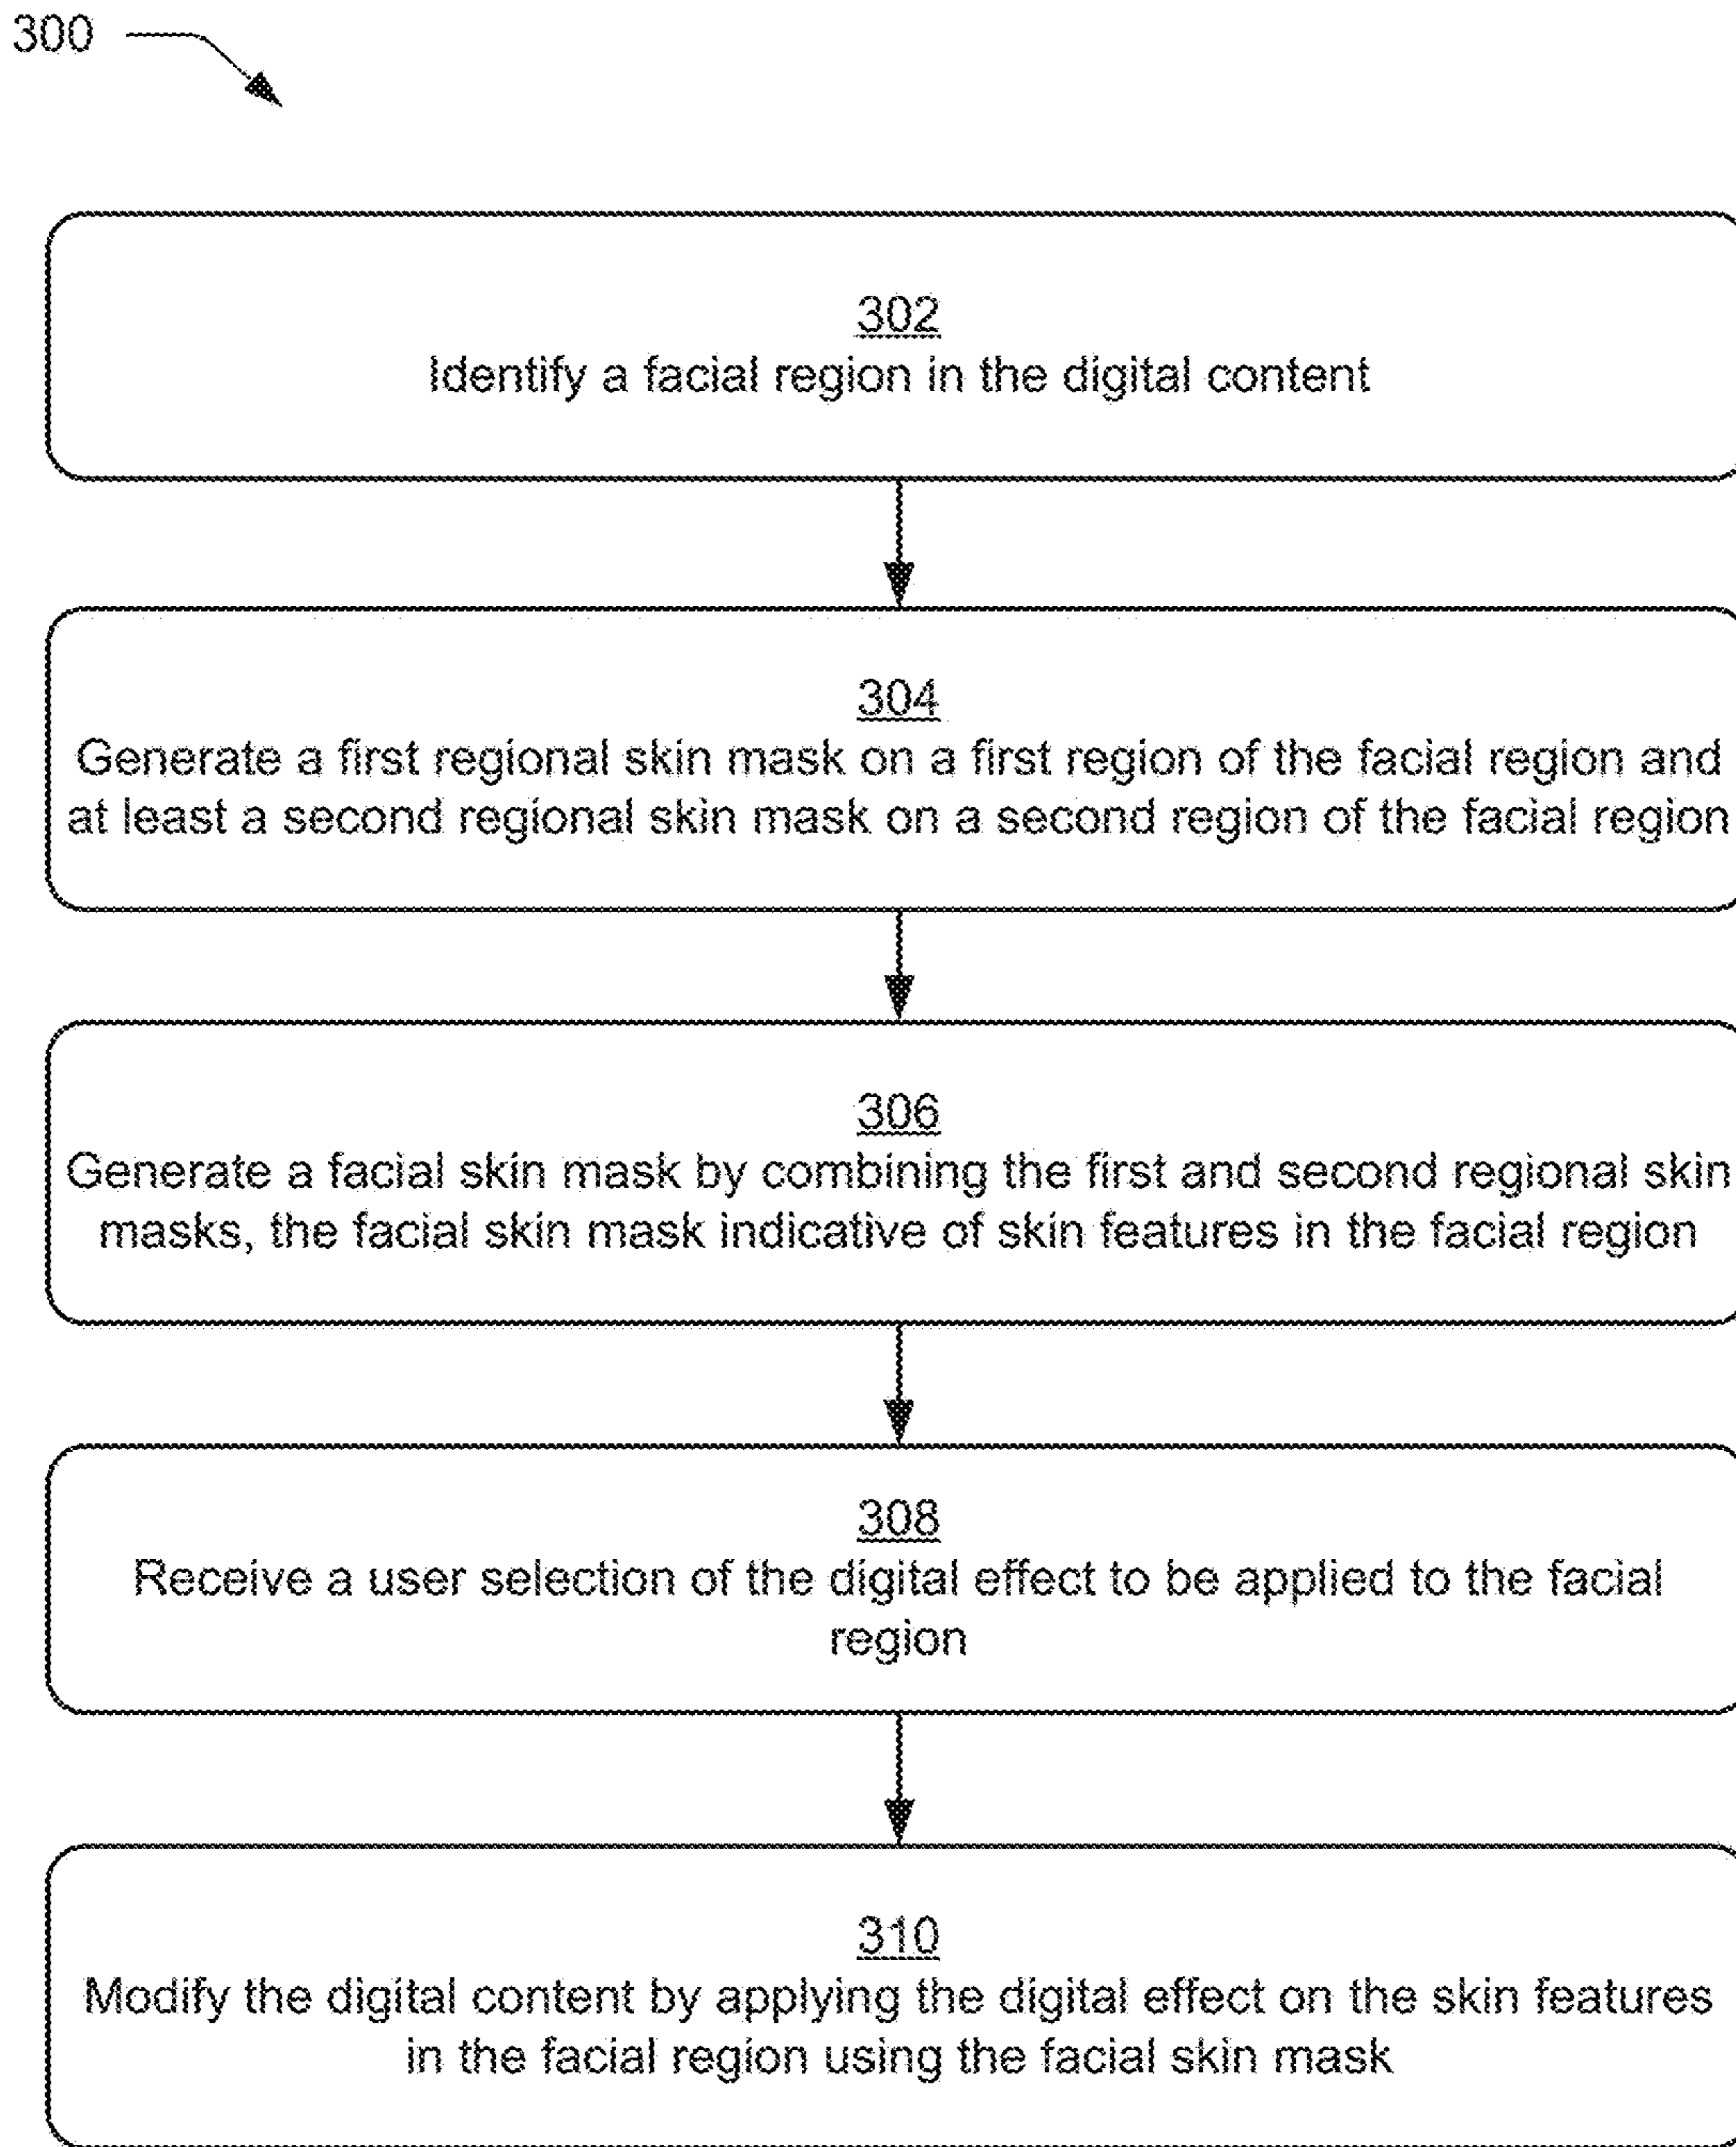 300
302
Identify a facial region in the digital content
304
Generate a first regional skin mask on a first region of the facial region and
at least a second regional skin mask on a second region of the facial region
306
Generate a facial skin mask by combining the first and second regional skin
masks, the facial skin mask indicative of skin features in the facial region
308
Receive a user selection of the digital effect to be applied to the facial
region
310
Modify the digital content by applying the digital effect on the skin features
in the facial region using the facial skin mask